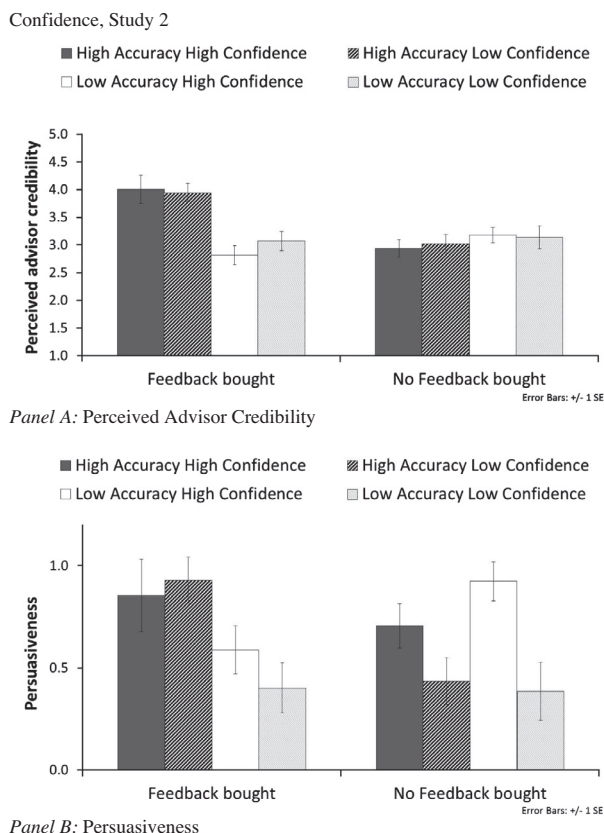 Confidence, Study 2
High Accuracy High Confidence High Accuracy Low Confidence
Low Accuracy High Confidence Low Accuracy Low Confidence
Perceived advisor credibility
5.0
4.5
4.0
3.5
3.0
2.5
2.0
1.5
1.0
Feedback bought No Feedback bought
Error Bars: +/- 1 SE
Panel A: Perceived Advisor Credibility
High Accuracy High Confidence High Accuracy Low Confidence
Low Accuracy High Confidence Low Accuracy Low Confidence
Persuasiveness
1.0
0.5
0.0
Feedback bought No Feedback bought
Error Bars: +/- 1 SE
Panel B: Persuasiveness